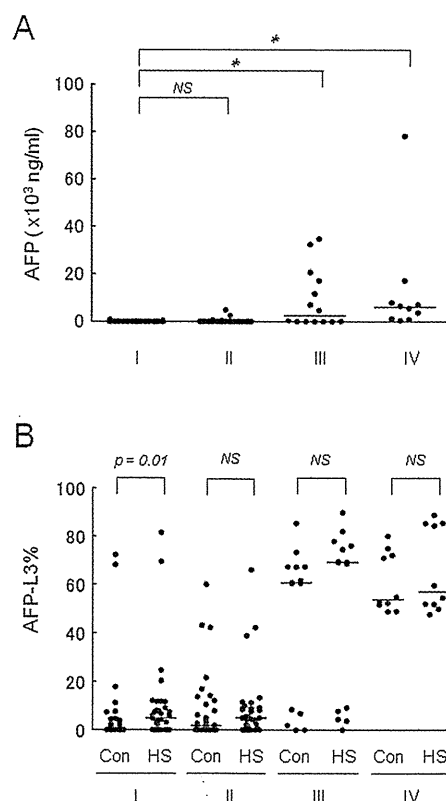 A
*
*
NS
100
80
60
40
20
0
AFP (x10³ ng/ml)
I II III IV
B
p = 0.01 NS NS NS
100
80
60
40
20
0
AFP-L3%
Con HS Con HS Con HS Con HS
I II III IV